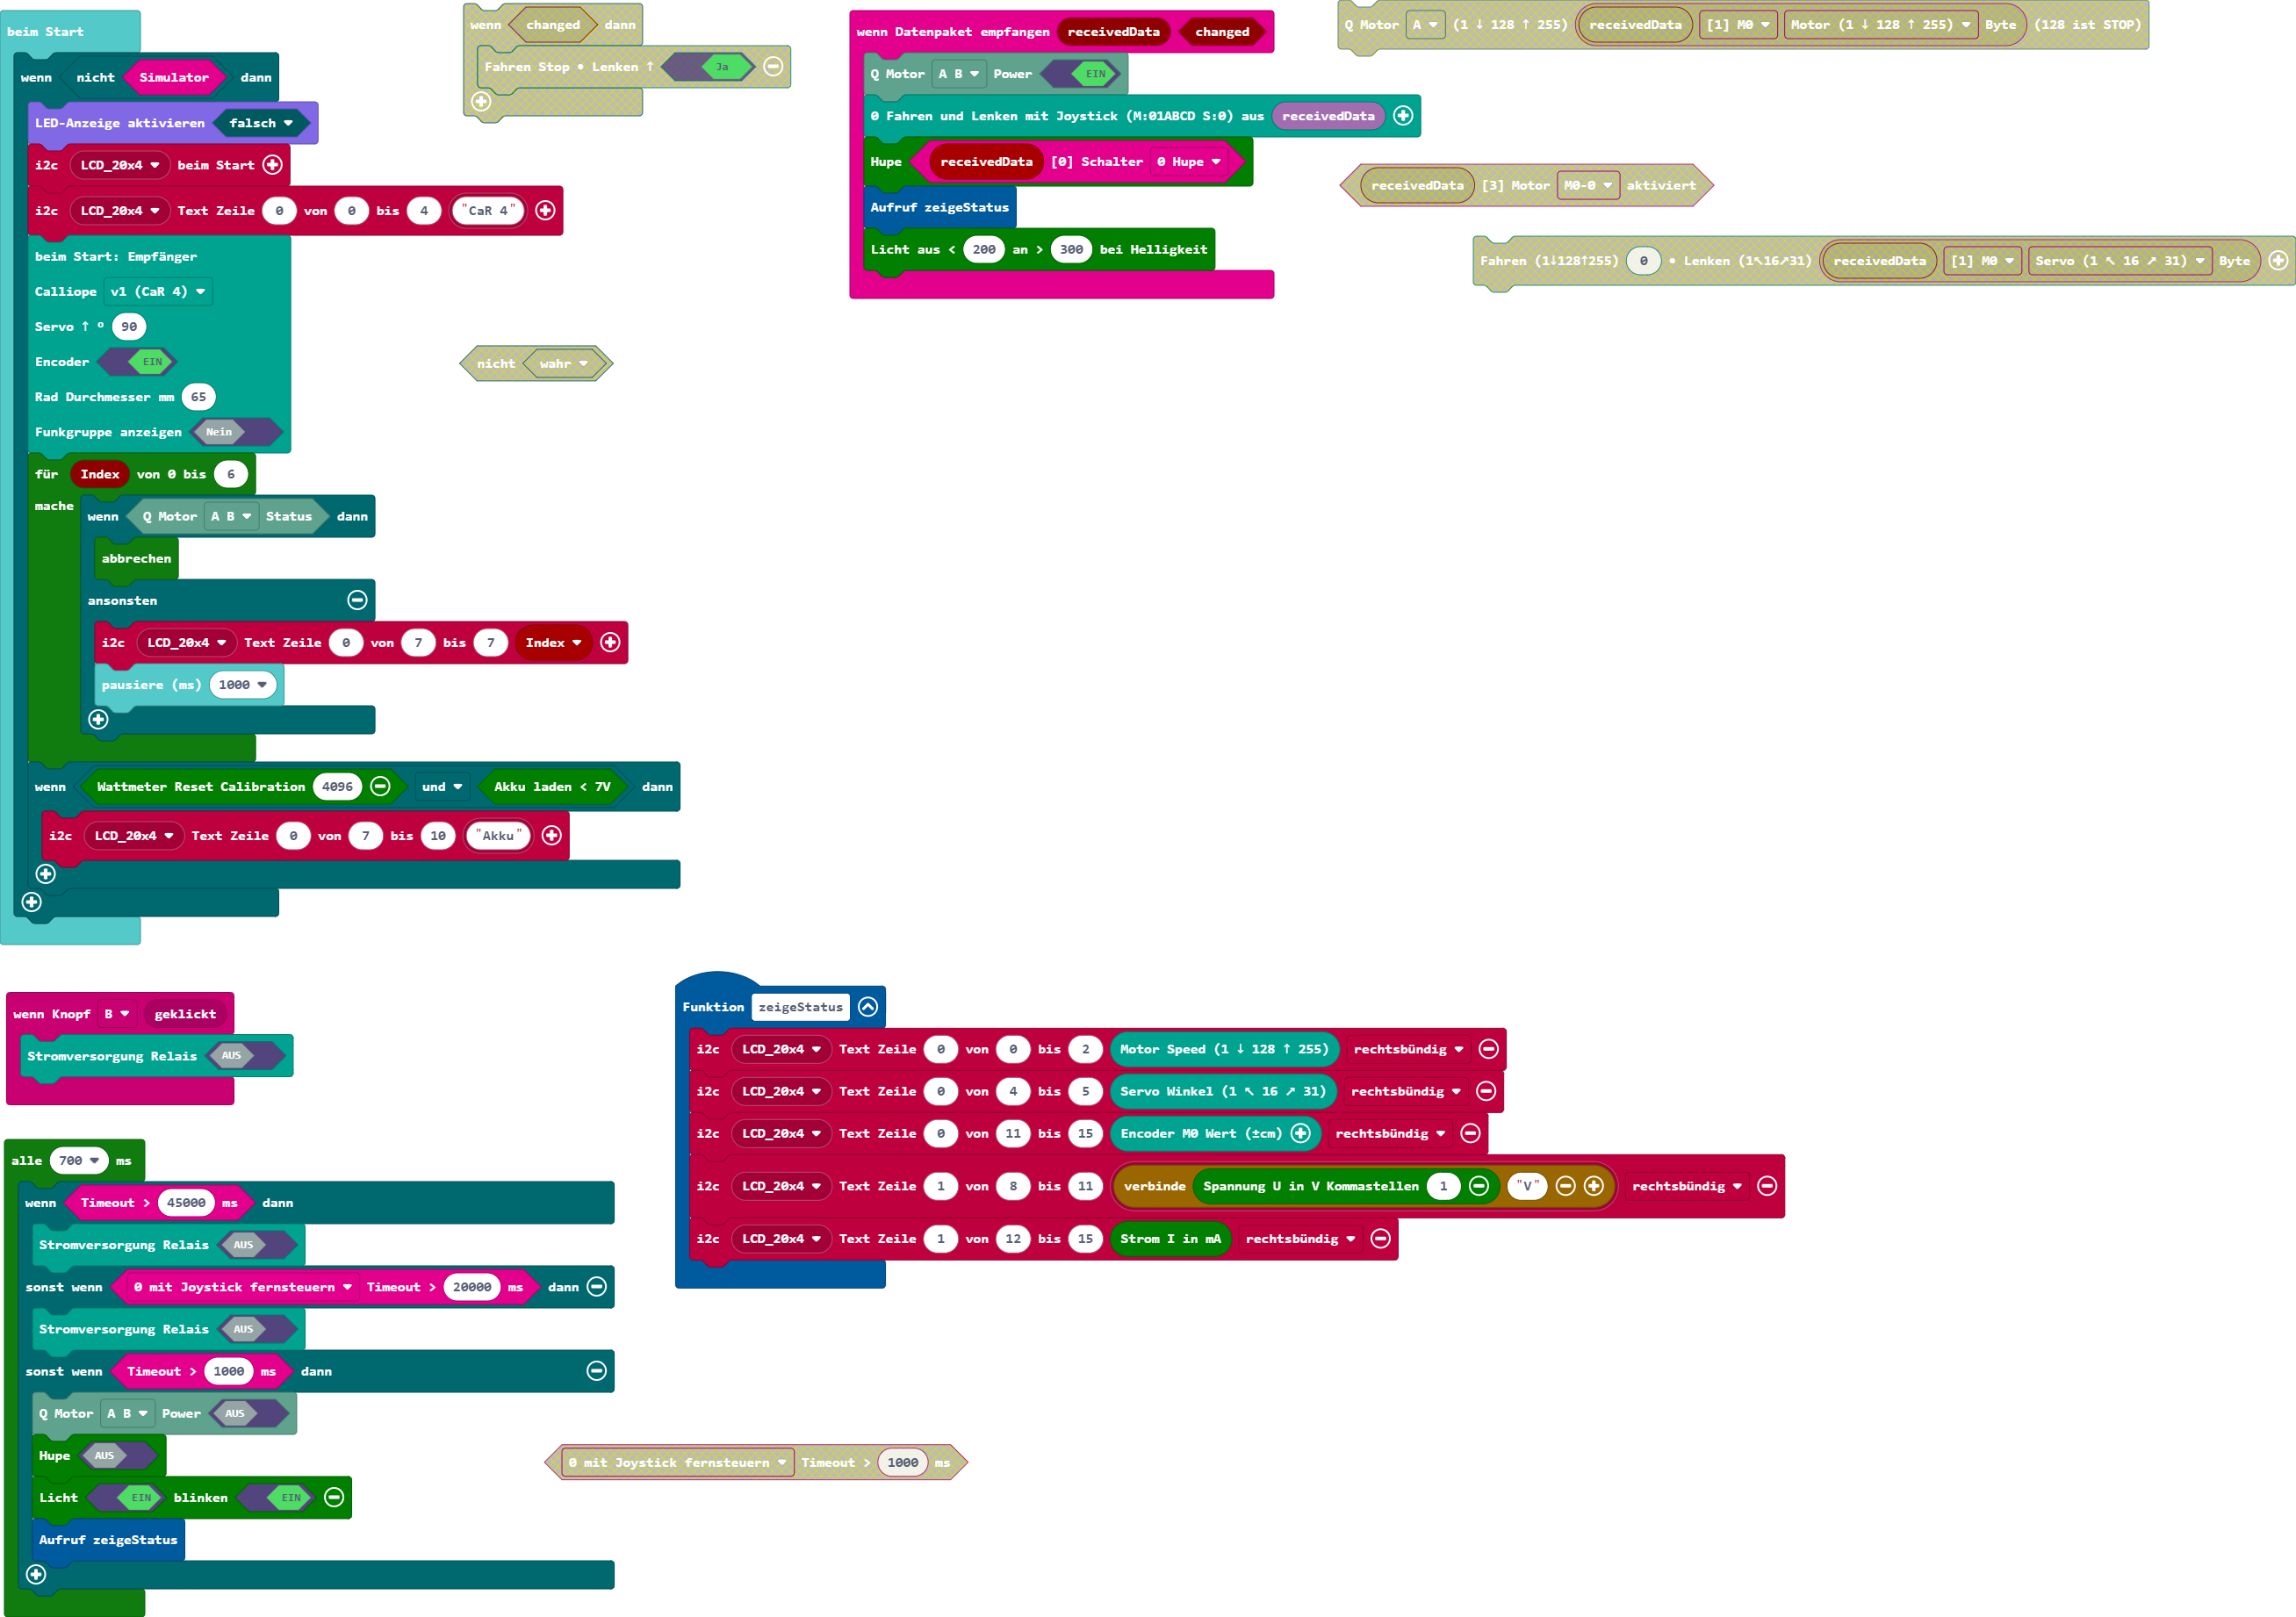 beim Start
wenn nicht Simulator dann
LED-Anzeige aktivieren falsch
i2c LCD_20x4 beim Start
i2c LCD_20x4 Text Zeile 0 von 0 bis 4 "CaR 4"
beim Start: Empfänger
Calliope v1 (CaR 4)
Servo ↑ ° 90
Encoder EIN
Rad Durchmesser mm 65
Funkgruppe anzeigen Nein
für Index von 0 bis 6
mache
wenn Q Motor A B Status dann
abbrechen
ansonsten
i2c LCD_20x4 Text Zeile 0 von 7 bis 7 Index
pausiere (ms) 1000
wenn Wattmeter Reset Calibration 4096 und Akku laden < 7V dann
i2c LCD_20x4 Text Zeile 0 von 7 bis 10 "Akku"
wenn changed dann
Fahren Stop • Lenken ↑ Ja
nicht wahr
wenn Datenpaket empfangen receivedData changed
Q Motor A B Power EIN
0 Fahren und Lenken mit Joystick (M:01ABCD S:0) aus receivedData
Hupe receivedData [0] Schalter 0 Hupe
Aufruf zeigeStatus
Licht aus < 200 an > 300 bei Helligkeit
Q Motor A (1 ↓ 128 ↑ 255) receivedData [1] M0 Motor (1 ↓ 128 ↑ 255) Byte (128 ist STOP)
receivedData [3] Motor M0-0 aktiviert
Fahren (1↓128↑255) 0 • Lenken (1↖16↗31) receivedData [1] M0 Servo (1 ↖ 16 ↗ 31) Byte
wenn Knopf B geklickt
Stromversorgung Relais AUS
alle 700 ms
wenn Timeout > 45000 ms dann
Stromversorgung Relais AUS
sonst wenn 0 mit Joystick fernsteuern Timeout > 20000 ms dann
Stromversorgung Relais AUS
sonst wenn Timeout > 1000 ms dann
Q Motor A B Power AUS
Hupe AUS
Licht EIN blinken EIN
Aufruf zeigeStatus
Funktion zeigeStatus
i2c LCD_20x4 Text Zeile 0 von 0 bis 2 Motor Speed (1 ↓ 128 ↑ 255) rechtsbündig
i2c LCD_20x4 Text Zeile 0 von 4 bis 5 Servo Winkel (1 ↖ 16 ↗ 31) rechtsbündig
i2c LCD_20x4 Text Zeile 0 von 11 bis 15 Encoder M0 Wert (±cm) rechtsbündig
i2c LCD_20x4 Text Zeile 1 von 8 bis 11 verbinde Spannung U in V Kommastellen 1 "V" rechtsbündig
i2c LCD_20x4 Text Zeile 1 von 12 bis 15 Strom I in mA rechtsbündig
0 mit Joystick fernsteuern Timeout > 1000 ms